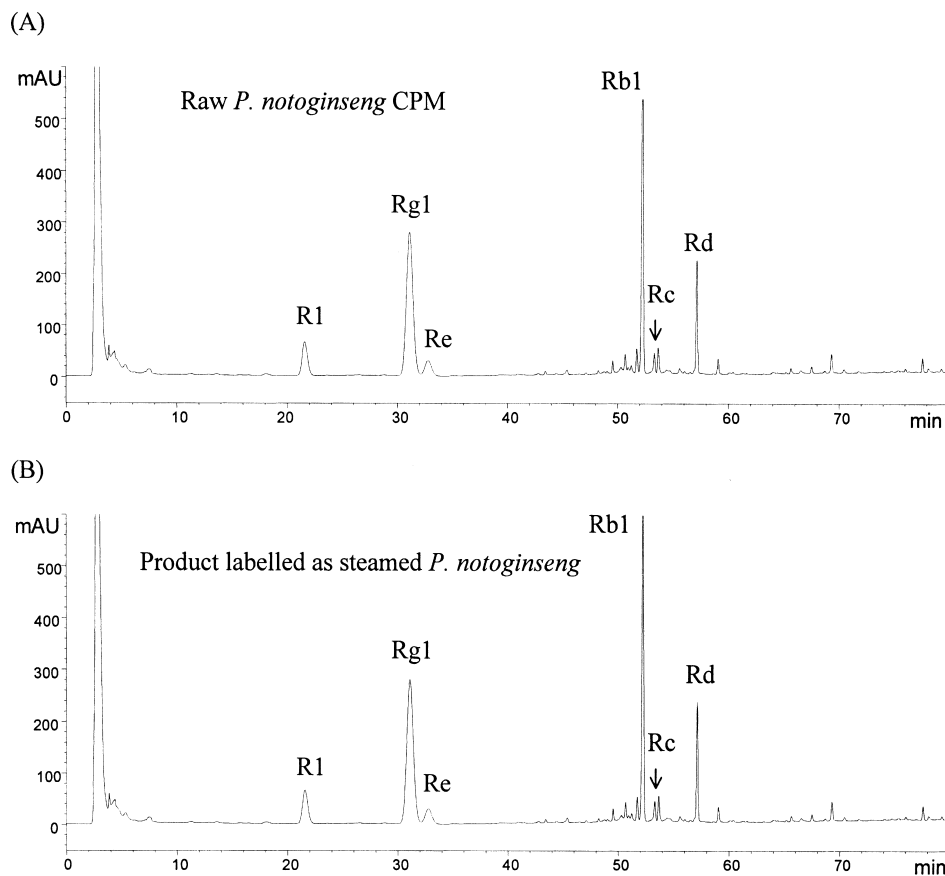 (A)
mAU
Raw P. notoginseng CPM
Rb1
500
400
Rg1
300
Rd
200
Rc
R1
Re
100
0
0 10 20 30 40 50 60 70 min
(B)
mAU
Rb1
Product labelled as steamed P. notoginseng
500
400
Rg1
300
Rd
200
Rc
R1
Re
100
0
0 10 20 30 40 50 60 70 min